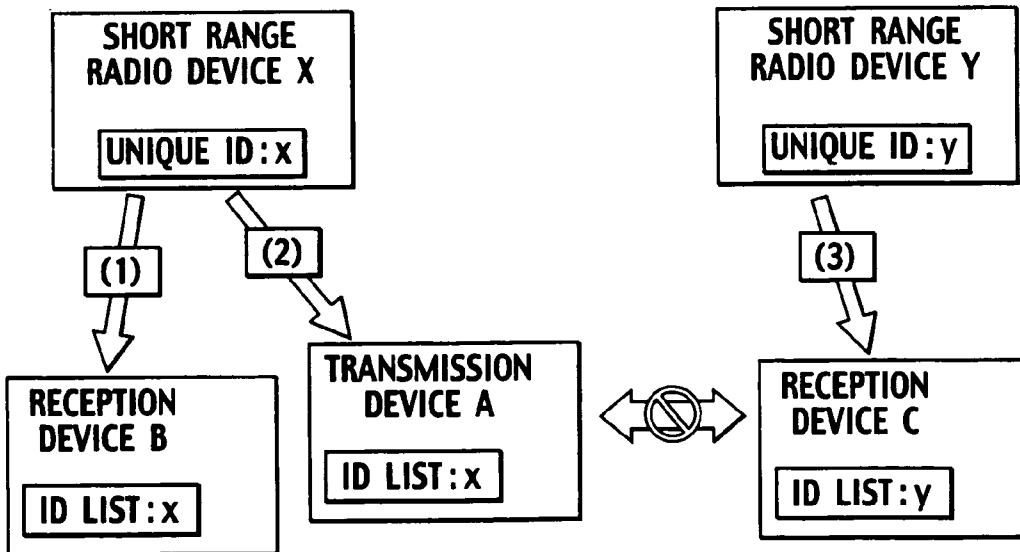 SHORT RANGE
RADIO DEVICE X
UNIQUE ID:x
SHORT RANGE
RADIO DEVICE Y
UNIQUE ID:y
(1)
(2)
(3)
RECEPTION
DEVICE B
ID LIST:x
TRANSMISSION
DEVICE A
ID LIST:x
RECEPTION
DEVICE C
ID LIST:y